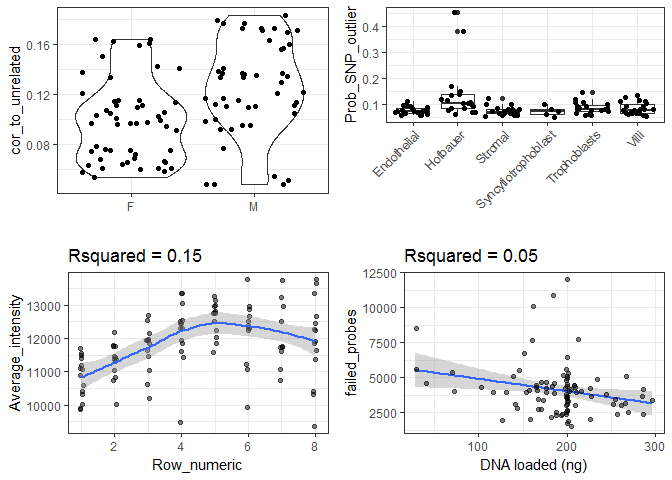 cor_to_unrelated
0.16
0.12
0.08
F
M
Prob_SNP_outlier
0.4
0.3
0.2
0.1
Endothelial
Hofbauer
Stromal
Syncytiotrophoblast
Trophoblasts
Villi
Rsquared = 0.15
Average_intensity
13000
12000
11000
10000
2
4
6
8
Row_numeric
Rsquared = 0.05
failed_probes
12500
10000
7500
5000
2500
100
200
300
DNA loaded (ng)